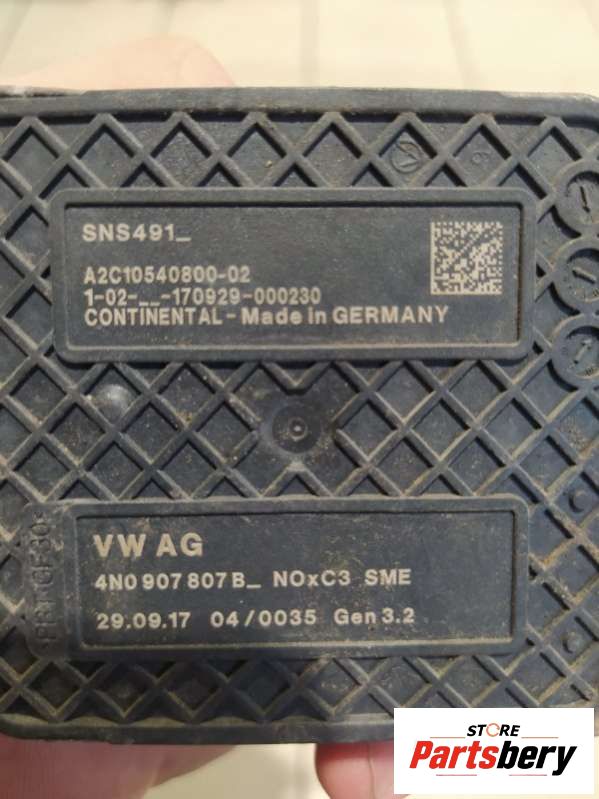 SNS491_
A2C10540800-02
1-02-__-170929-000230
CONTINENTAL - Made in GERMANY
VW AG
4N0 907 807 B_ NOxC3 SME
29.09.17 04/0035 Gen 3.2
STORE
Partsbery